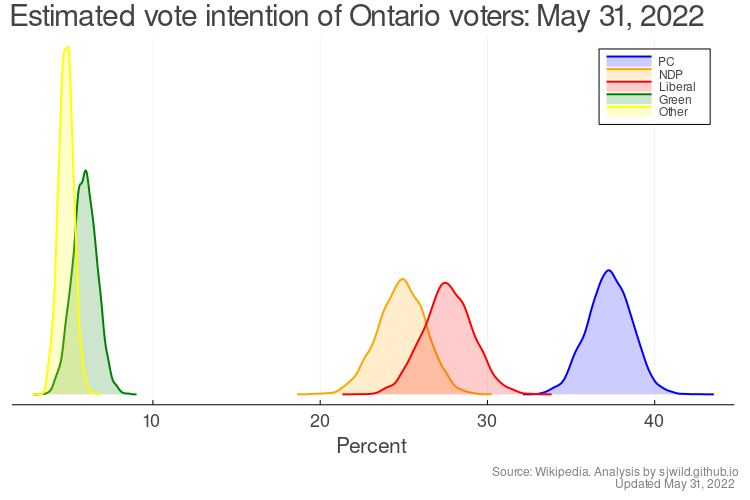 Estimated vote intention of Ontario voters: May 31, 2022
PC
NDP
Liberal
Green
Other
10
20
30
40
Percent
Source: Wikipedia. Analysis by sjwild.github.io
Updated May 31, 2022